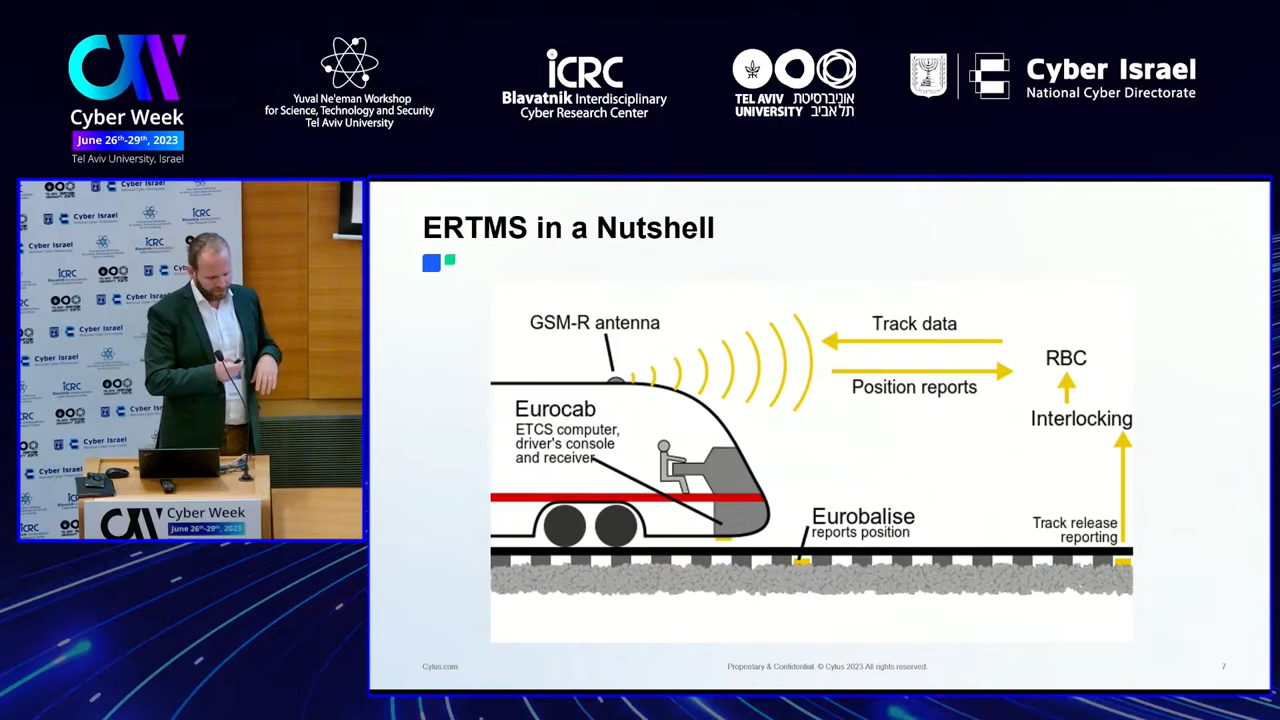 Cyber Week
June 26th-29th, 2023
Tel Aviv University, Israel
Yuval Ne'eman Workshop
for Science, Technology and Security
Tel Aviv University
iCRC
Blavatnik Interdisciplinary
Cyber Research Center
TEL AVIV אוניברסיטת
UNIVERSITY תל אביב
Cyber Israel
National Cyber Directorate
ERTMS in a Nutshell
GSM-R antenna
Track data
RBC
Position reports
Eurocab
ETCS computer,
driver's console
and receiver
Interlocking
Eurobalise
reports position
Track release
reporting
Cylus.com
Proprietary & Confidential. © Cylus 2023 All rights reserved.
7
Cyber Israel
iCRC
Cyber Week
June 26th-29th, 2023